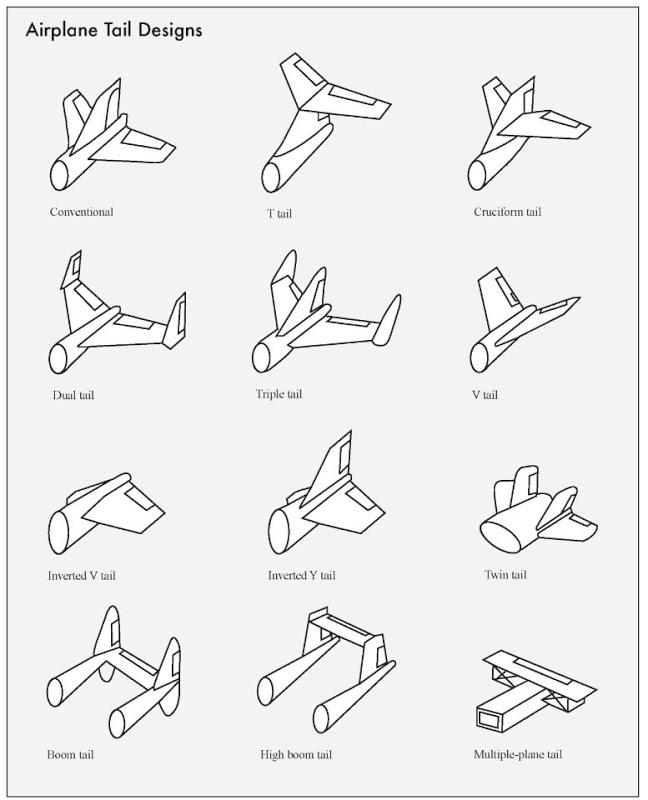 Airplane Tail Designs
Conventional
T tail
Cruciform tail
Dual tail
Triple tail
V tail
Inverted V tail
Inverted Y tail
Twin tail
Boom tail
High boom tail
Multiple-plane tail